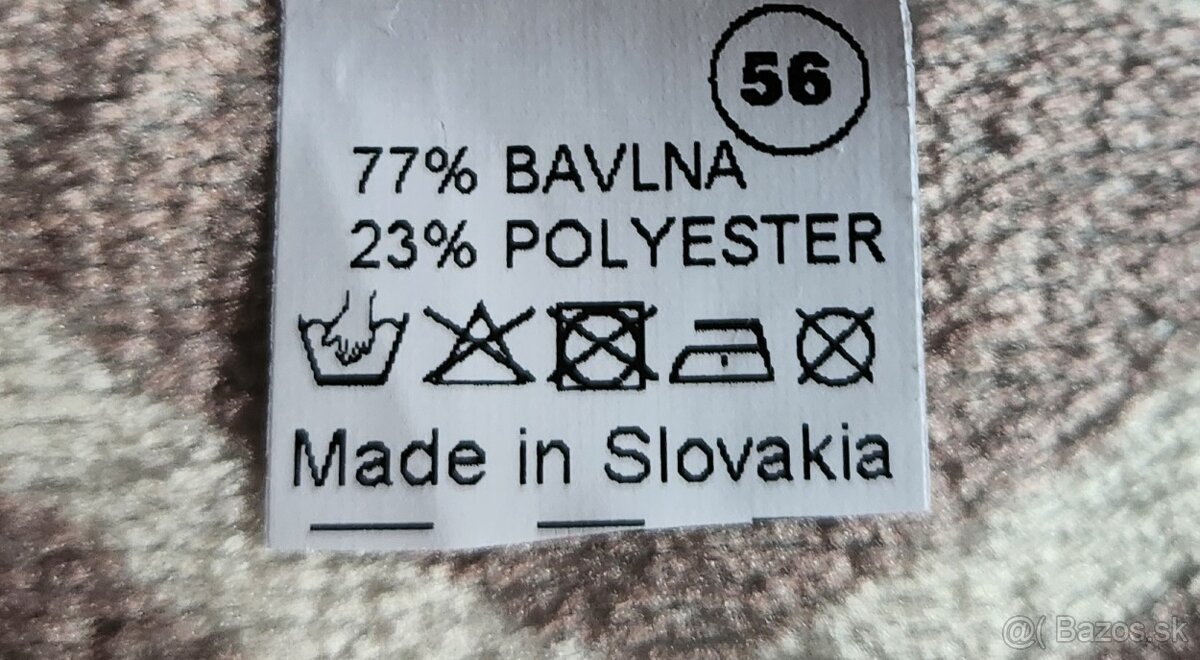 56
77% BAVLNA
23% POLYESTER
Made in Slovakia
@( Bazos.sk